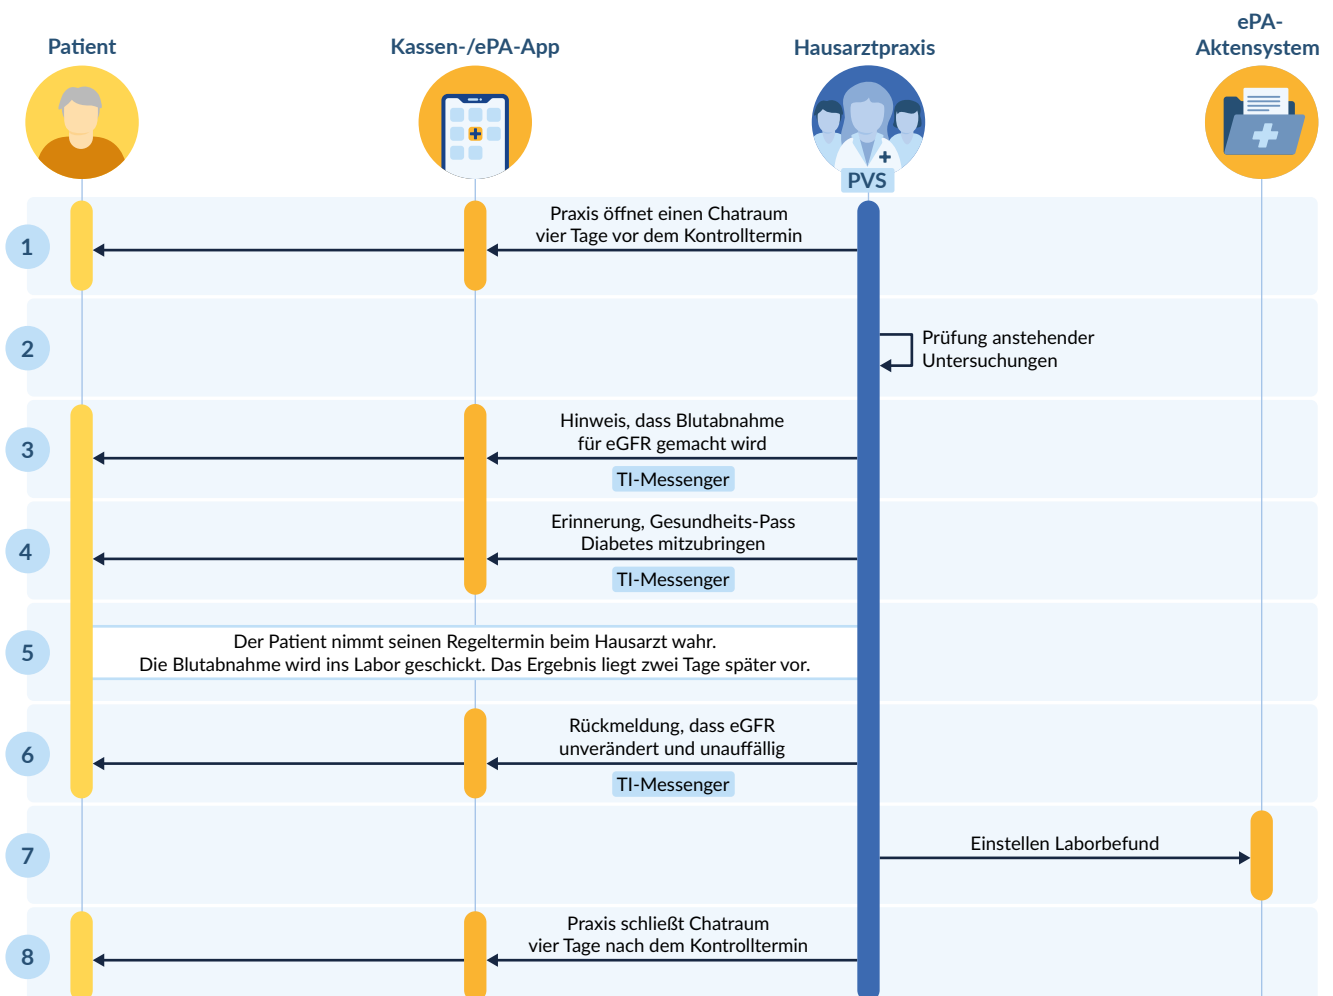 Patient
Kassen-/ePA-App
Hausarztpraxis
ePA-
Aktensystem
PVS
1
Praxis öffnet einen Chatraum
vier Tage vor dem Kontrolltermin
2
Prüfung anstehender
Untersuchungen
3
Hinweis, dass Blutabnahme
für eGFR gemacht wird
TI-Messenger
4
Erinnerung, Gesundheits-Pass
Diabetes mitzubringen
TI-Messenger
5
Der Patient nimmt seinen Regeltermin beim Hausarzt wahr.
Die Blutabnahme wird ins Labor geschickt. Das Ergebnis liegt zwei Tage später vor.
6
Rückmeldung, dass eGFR
unverändert und unauffällig
TI-Messenger
7
Einstellen Laborbefund
8
Praxis schließt Chatraum
vier Tage nach dem Kontrolltermin